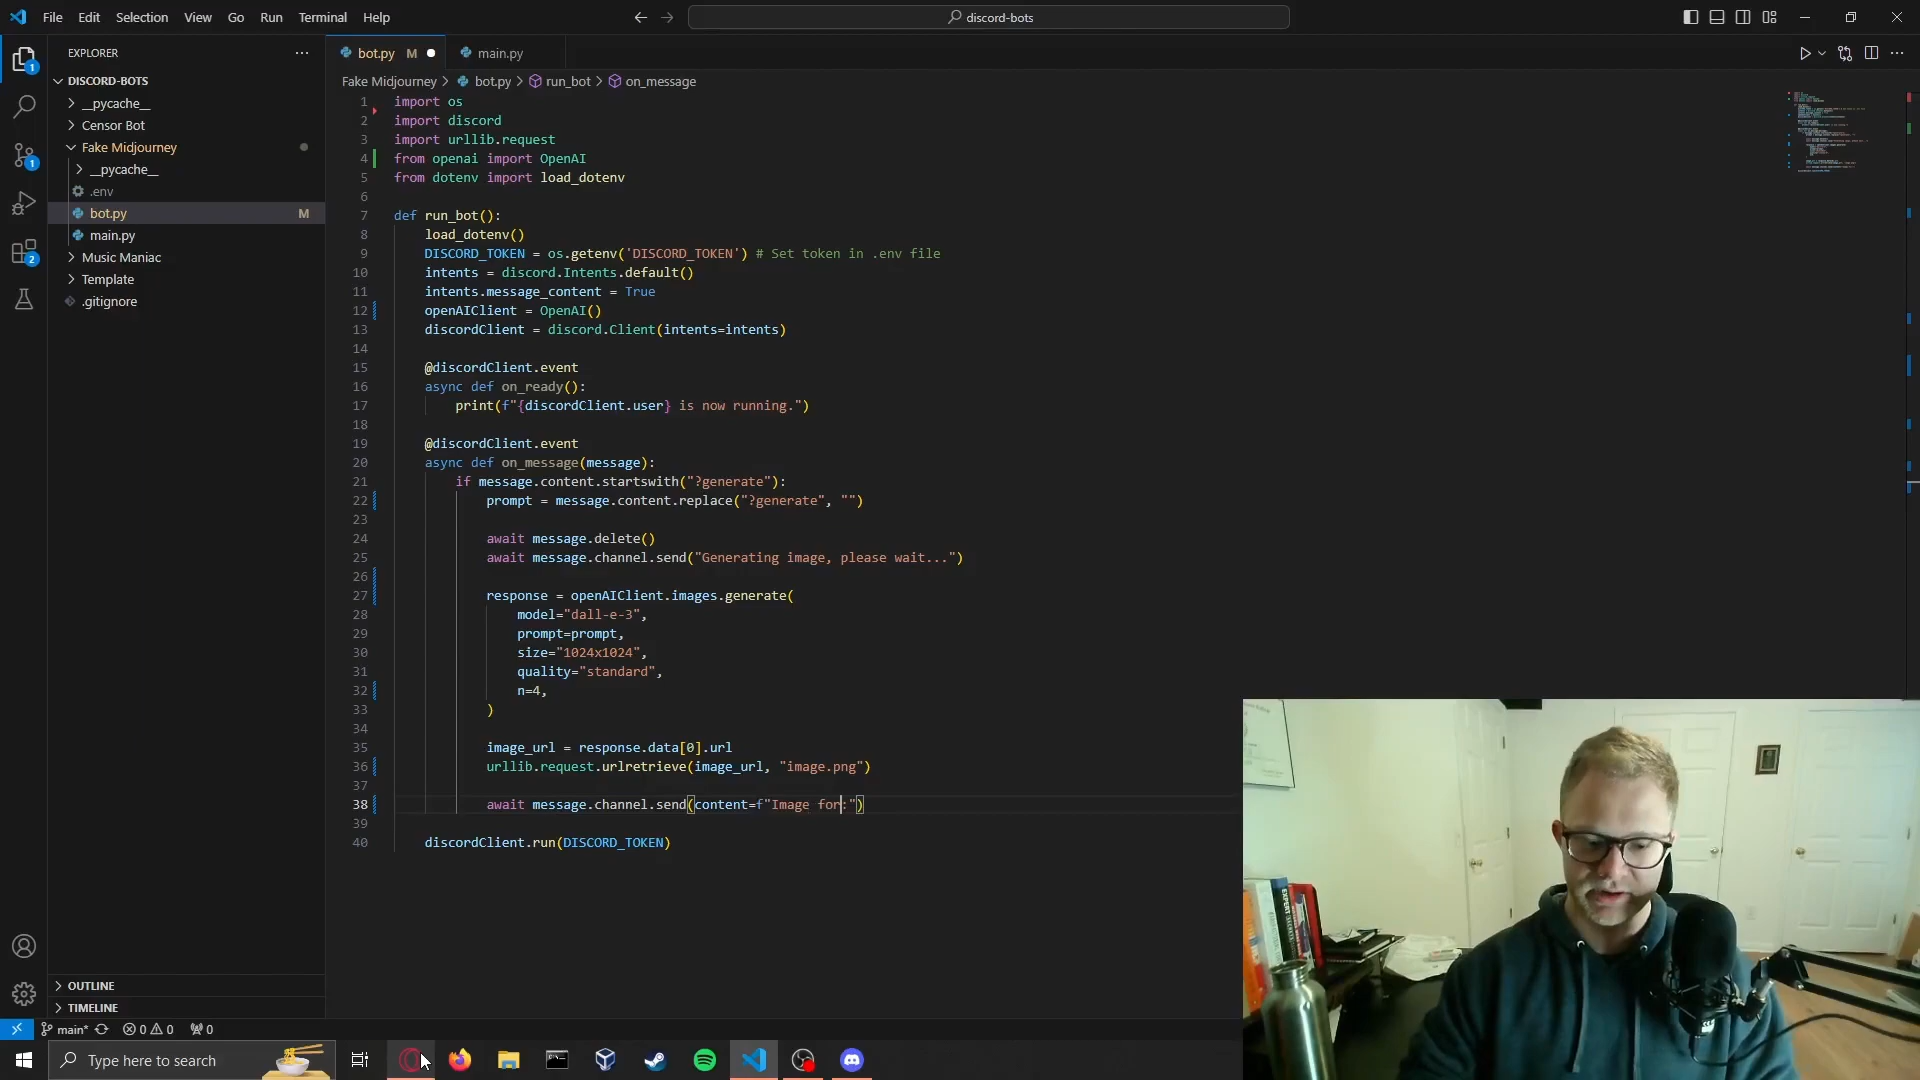 File Edit Selection View Go Run Terminal Help
discord-bots
EXPLORER
bot.py M
main.py
DISCORD-BOTS
Fake Midjourney > bot.py > run_bot > on_message
__pycache__
Censor Bot
Fake Midjourney
__pycache__
.env
bot.py M
main.py
Music Maniac
Template
.gitignore
1 import os
2 import discord
3 import urllib.request
4 from openai import OpenAI
5 from dotenv import load_dotenv
6
7 def run_bot():
8 load_dotenv()
9 DISCORD_TOKEN = os.getenv('DISCORD_TOKEN') # Set token in .env file
10 intents = discord.Intents.default()
11 intents.message_content = True
12 openAIClient = OpenAI()
13 discordClient = discord.Client(intents=intents)
14
15 @discordClient.event
16 async def on_ready():
17 print(f"{discordClient.user} is now running.")
18
19 @discordClient.event
20 async def on_message(message):
21 if message.content.startswith("?generate"):
22 prompt = message.content.replace("?generate", "")
23
24 await message.delete()
25 await message.channel.send("Generating image, please wait...")
26
27 response = openAIClient.images.generate(
28 model="dall-e-3",
29 prompt=prompt,
30 size="1024x1024",
31 quality="standard",
32 n=4,
33 )
34
35 image_url = response.data[0].url
36 urllib.request.urlretrieve(image_url, "image.png")
37
38 await message.channel.send(content=f"Image for:")
39
40 discordClient.run(DISCORD_TOKEN)
1
1
2
OUTLINE
TIMELINE
main* 0 0 0
Type here to search